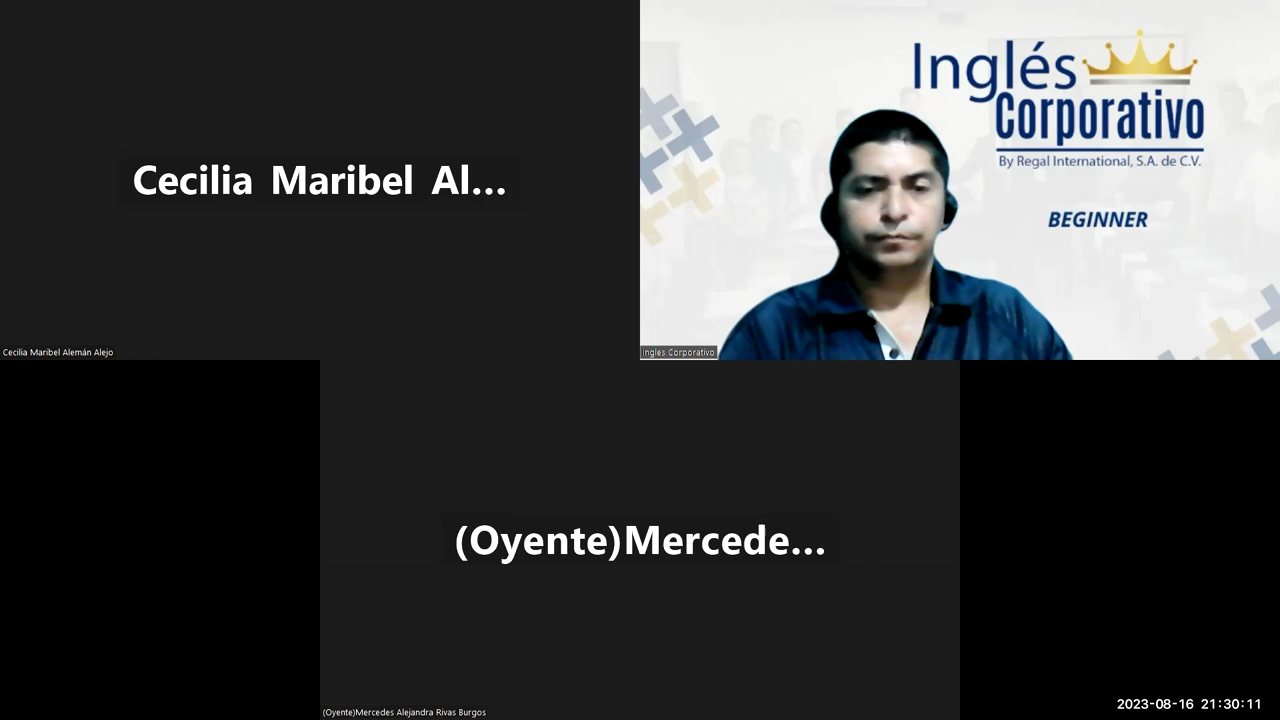 Cecilia Maribel Al...
Cecilia Maribel Alemán Alejo
Inglés
Corporativo
By Regal International, S.A. de C.V.
BEGINNER
Ingles Corporativo
(Oyente)Mercede...
(Oyente)Mercedes Alejandra Rivas Burgos
2023-08-16 21:30:11